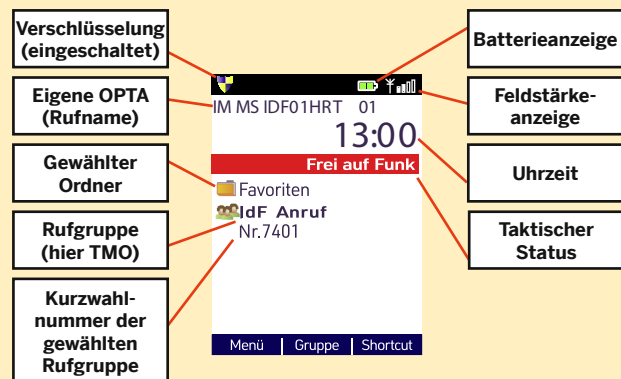 Verschlüsselung
(eingeschaltet)
Batterieanzeige
Eigene OPTA
(Rufname)
Feldstärke-
anzeige
IM MS IDF01HRT 01
13:00
Frei auf Funk
Gewählter
Ordner
Uhrzeit
Favoriten
IdF Anruf
Nr.7401
Rufgruppe
(hier TMO)
Taktischer
Status
Kurzwahl-
nummer der
gewählten
Rufgruppe
Menü Gruppe Shortcut